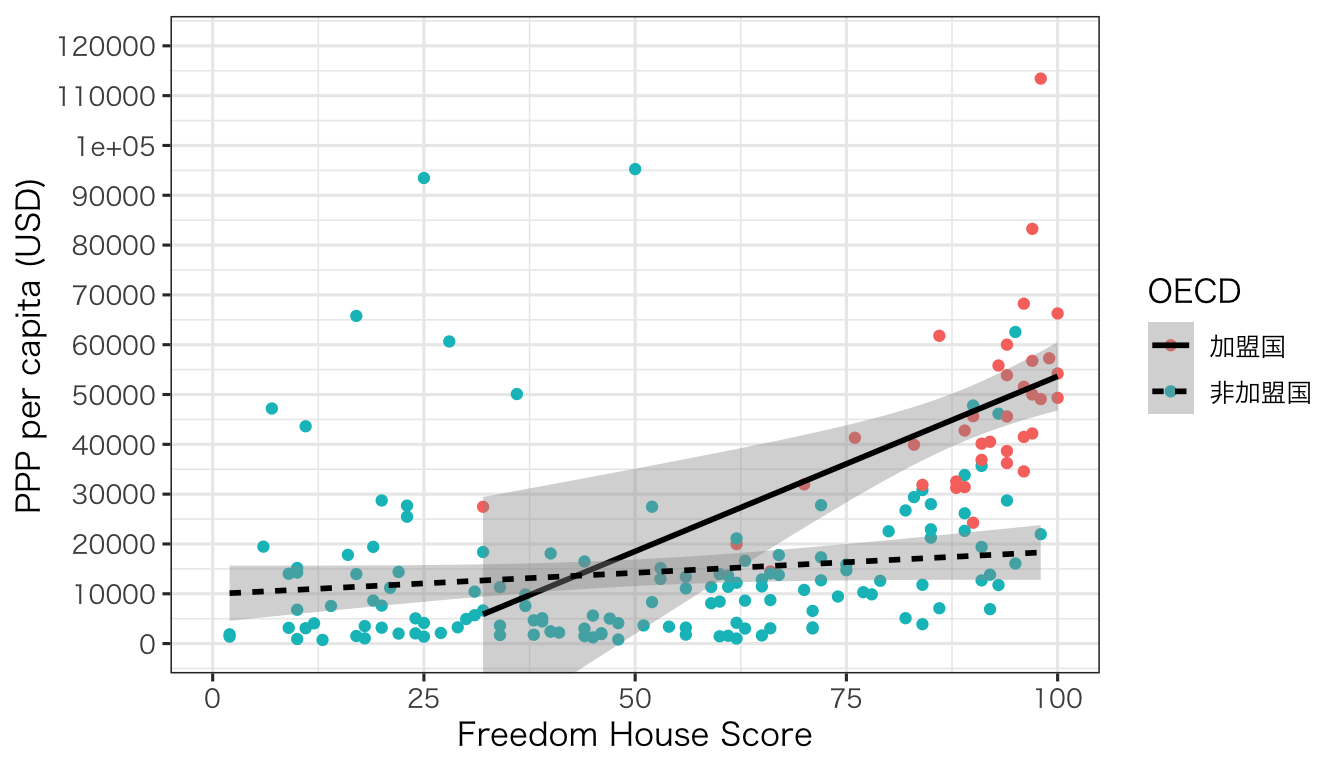 120000
110000
1e+05
90000
80000
70000
60000
50000
40000
30000
20000
10000
0
PPP per capita (USD)
0 25 50 75 100
Freedom House Score
OECD
加盟国
非加盟国